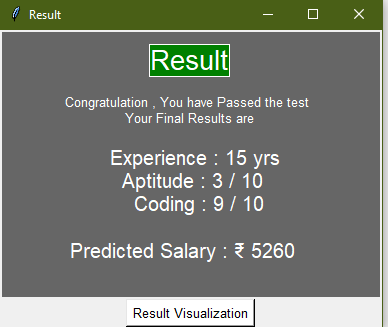 Result
Result
Congratulation , You have Passed the test
Your Final Results are
Experience : 15 yrs
Aptitude : 3 / 10
Coding : 9 / 10
Predicted Salary : ₹ 5260
Result Visualization